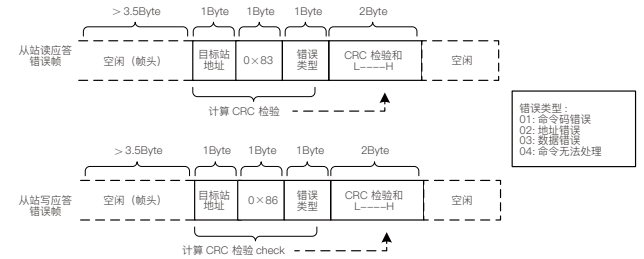 > 3.5Byte 1Byte 1Byte 1Byte 2Byte
从站读应答
错误帧
空闲（帧头）
目标站
地址
0×83
错误
类型
CRC 检验和
L----H
空闲
计算 CRC 检验
错误类型 :
01: 命令码错误
02: 地址错误
03: 数据错误
04: 命令无法处理
> 3.5Byte 1Byte 1Byte 1Byte 2Byte
从站写应答
错误帧
空闲（帧头）
目标站
地址
0×86
错误
类型
CRC 检验和
L----H
空闲
计算 CRC 检验 check